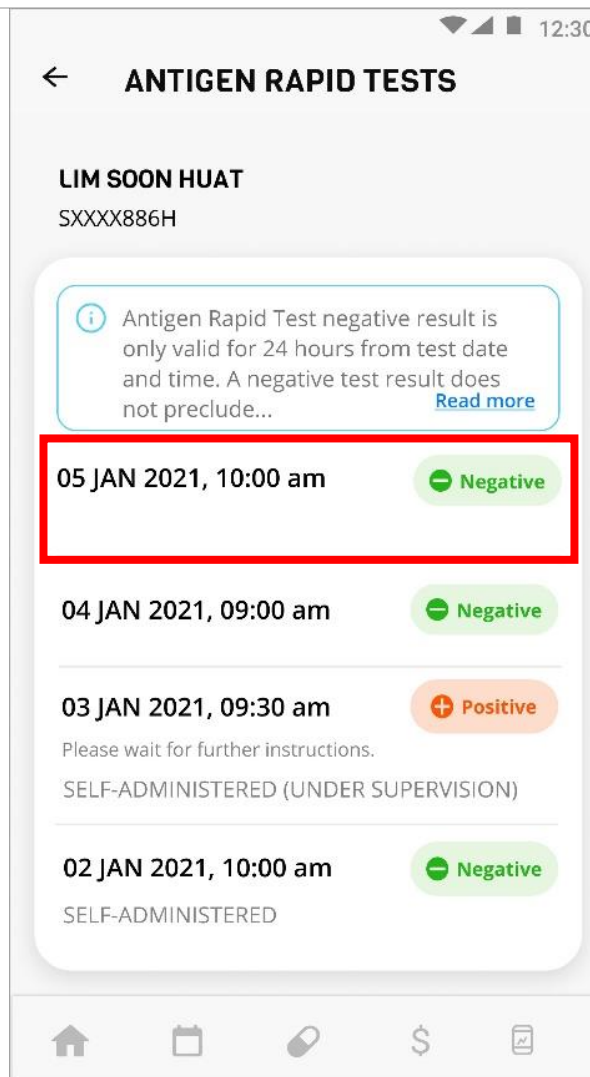 12:30
ANTIGEN RAPID TESTS
LIM SOON HUAT
SXXXX886H
Antigen Rapid Test negative result is
only valid for 24 hours from test date
and time. A negative test result does
not preclude... Read more
05 JAN 2021, 10:00 am Negative
04 JAN 2021, 09:00 am Negative
03 JAN 2021, 09:30 am Positive
Please wait for further instructions.
SELF-ADMINISTERED (UNDER SUPERVISION)
02 JAN 2021, 10:00 am Negative
SELF-ADMINISTERED